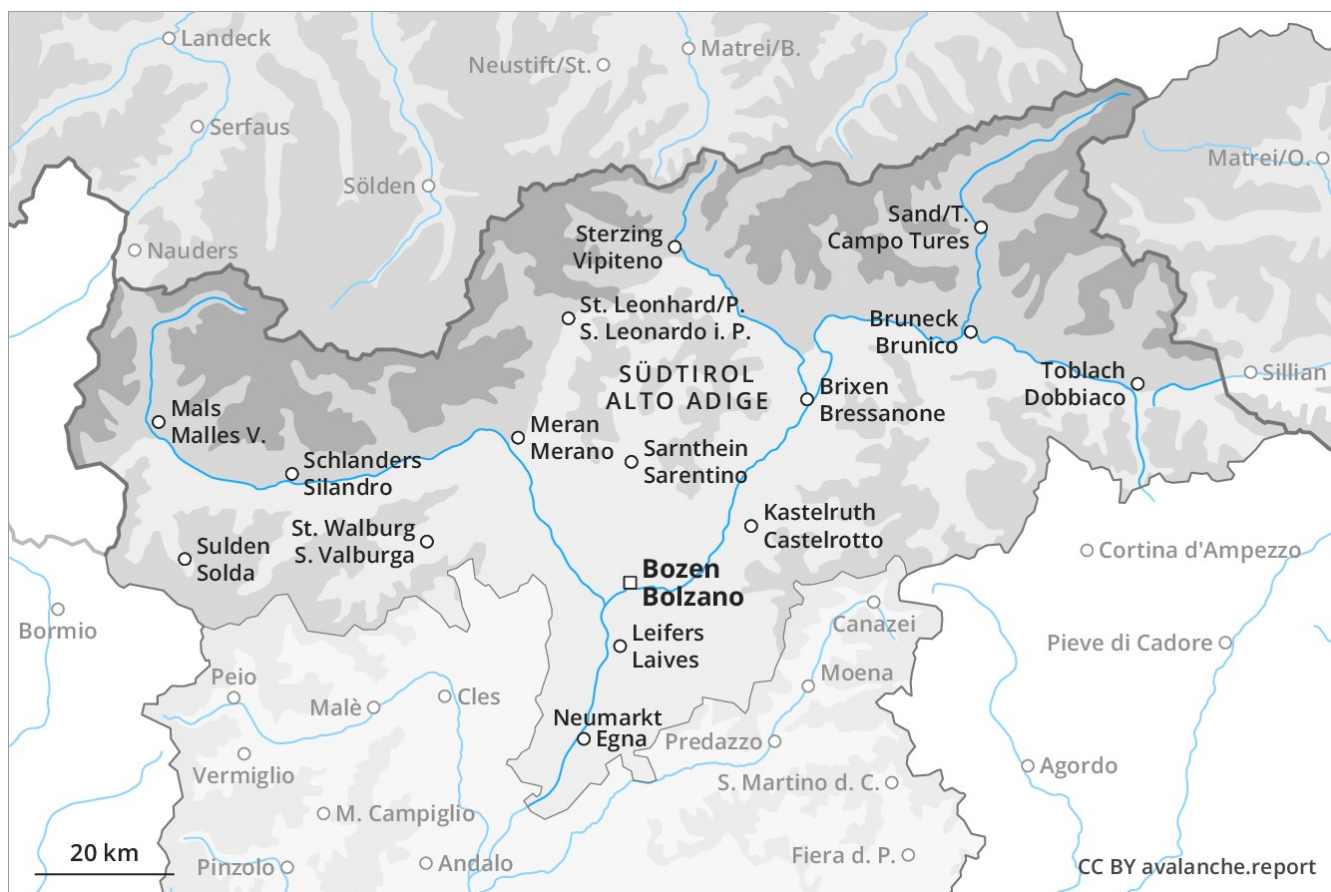 Landeck
Matrei/B.
Neustift/St.
Serfaus
Matrei/O.
Sölden
Sand/T.
Campo Tures
Sterzing
Vipiteno
Nauders
St. Leonhard/P.
S. Leonardo i. P.
Bruneck
Brunico
SÜDTIROL
ALTO ADIGE
Toblach
Dobbiaco
Sillian
Brixen
Bressanone
Mals
Malles V.
Meran
Merano
Sarnthein
Sarentino
Schlanders
Silandro
Kastelruth
Castelrotto
St. Walburg
S. Valburga
Sulden
Solda
Cortina d'Ampezzo
Bozen
Bolzano
Bormio
Canazei
Leifers
Laives
Pieve di Cadore
Peio
Moena
Malè
Cles
Neumarkt
Egna
Predazzo
Vermiglio
Agordo
S. Martino d. C.
M. Campiglio
20 km
Pinzolo
Andalo
Fiera d. P.
CC BY avalanche.report